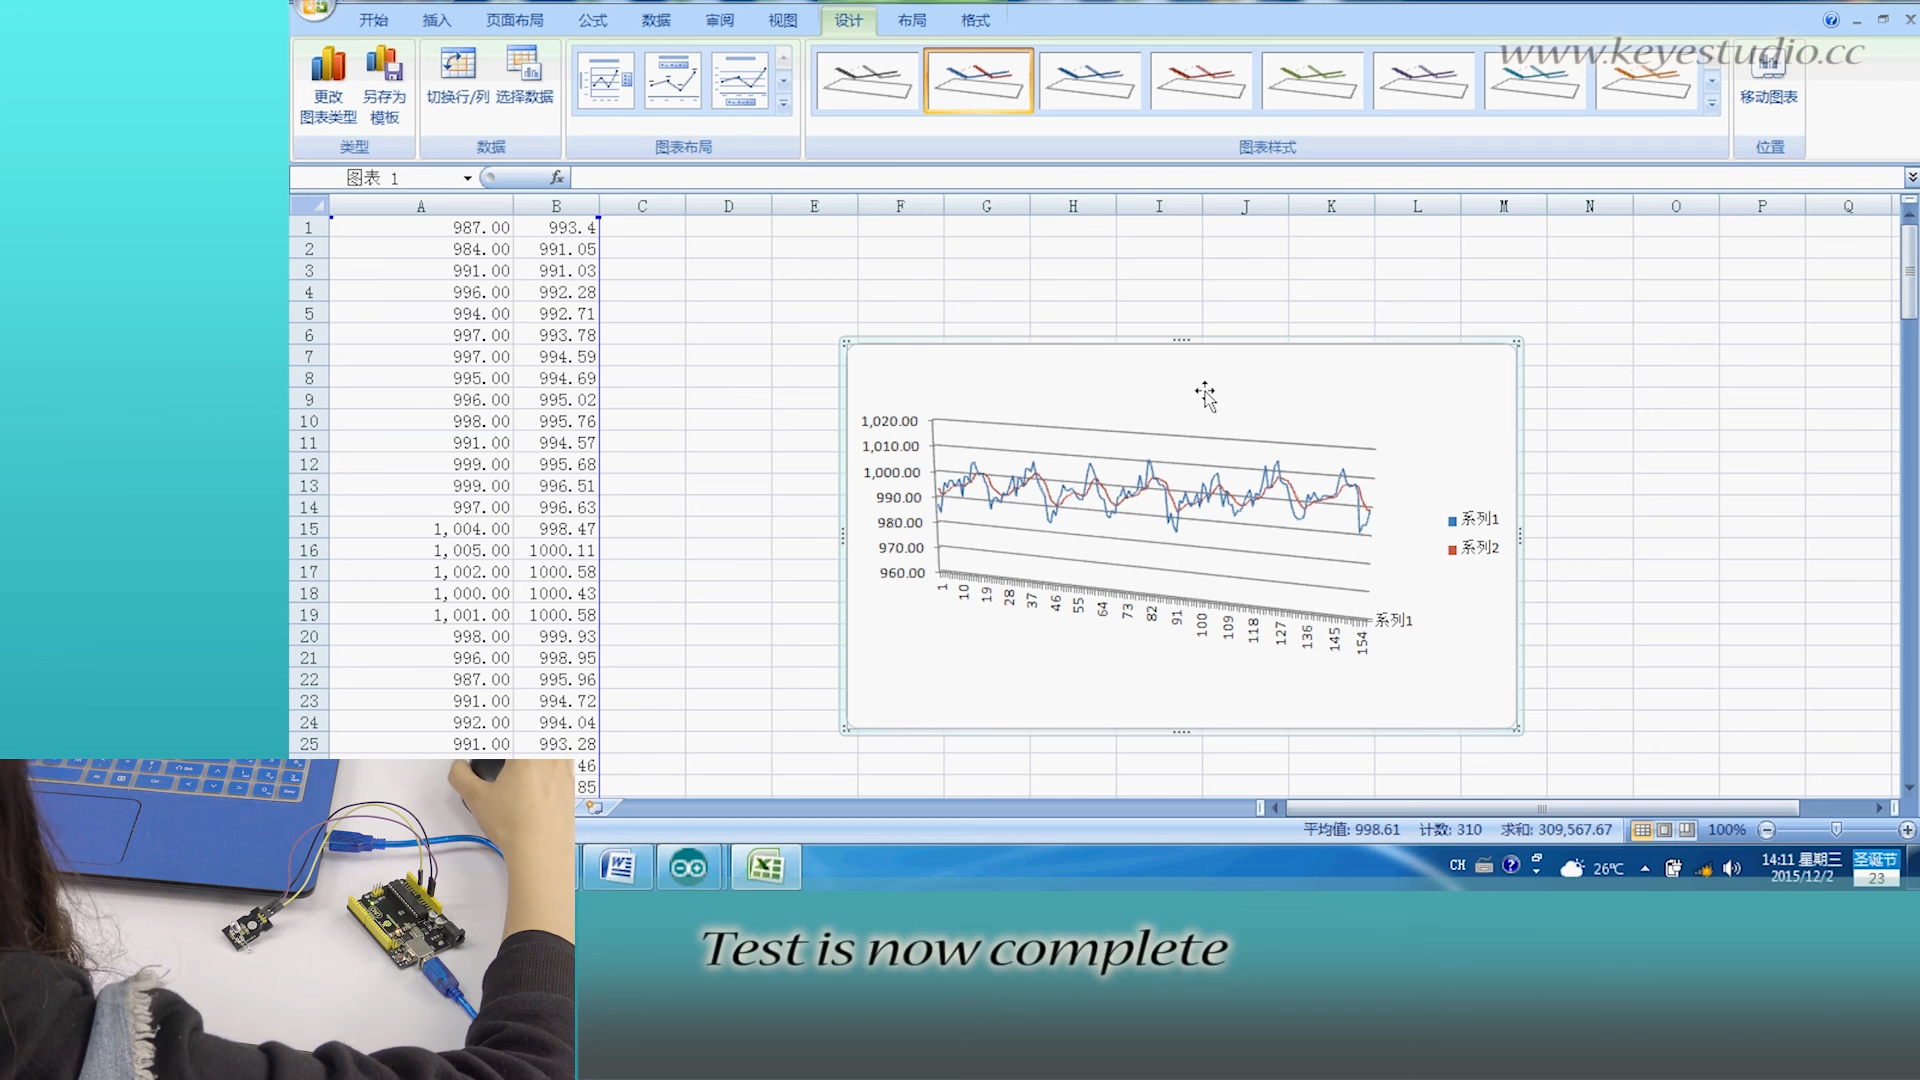 www.keyestudio.cc
开始 插入 页面布局 公式 数据 审阅 视图 设计 布局 格式
更改图表类型 另存为模板 切换行/列 选择数据 移动图表
类型 数据 图表布局 图表样式 位置
图表 1 fx
A B C D E F G H I J K L M N O P Q
1 987.00 993.4
2 984.00 991.05
3 991.00 991.03
4 996.00 992.28
5 994.00 992.71
6 997.00 993.78
7 997.00 994.59
8 995.00 994.69
9 996.00 995.02
10 998.00 995.76
11 991.00 994.57
12 999.00 995.68
13 999.00 996.51
14 997.00 996.63
15 1,004.00 998.47
16 1,005.00 1000.11
17 1,002.00 1000.58
18 1,000.00 1000.43
19 1,001.00 1000.58
20 998.00 999.93
21 996.00 998.95
22 987.00 995.96
23 991.00 994.72
24 992.00 994.04
25 991.00 993.28
46
85
1,020.00
1,010.00
1,000.00
990.00
980.00
970.00
960.00
1 10 19 28 37 46 55 64 73 82 91 100 109 118 127 136 145 154
系列1
系列1
系列2
平均值: 998.61 计数: 310 求和: 309,567.67 100%
CH 26℃ 14:11 星期三 圣诞节
2015/12/2 23
Test is now complete